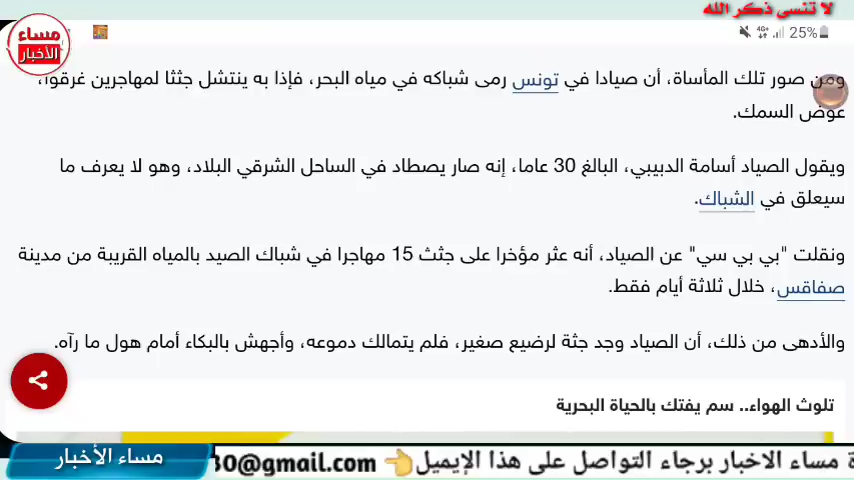 لا تنسى ذكر الله
مساء
الأخبار
4G+
25%
ومن صور تلك المأساة، أن صيادا في تونس رمى شباكه في مياه البحر، فإذا به ينتشل جثثا لمهاجرين غرقوا،
عوض السمك.
ويقول الصياد أسامة الدبيبي، البالغ 30 عاما، إنه صار يصطاد في الساحل الشرقي البلاد، وهو لا يعرف ما
سيعلق في الشباك.
ونقلت "بي بي سي" عن الصياد، أنه عثر مؤخرا على جثث 15 مهاجرا في شباك الصيد بالمياه القريبة من مدينة
صفاقس، خلال ثلاثة أيام فقط.
والأدهى من ذلك، أن الصياد وجد جثة لرضيع صغير، فلم يتمالك دموعه، وأجهش بالبكاء أمام هول ما رآه.
تلوث الهواء.. سم يفتك بالحياة البحرية
ة مساء الاخبار برجاء التواصل على هذا الإيميل 👈 0@gmail.com
مساء الأخبار